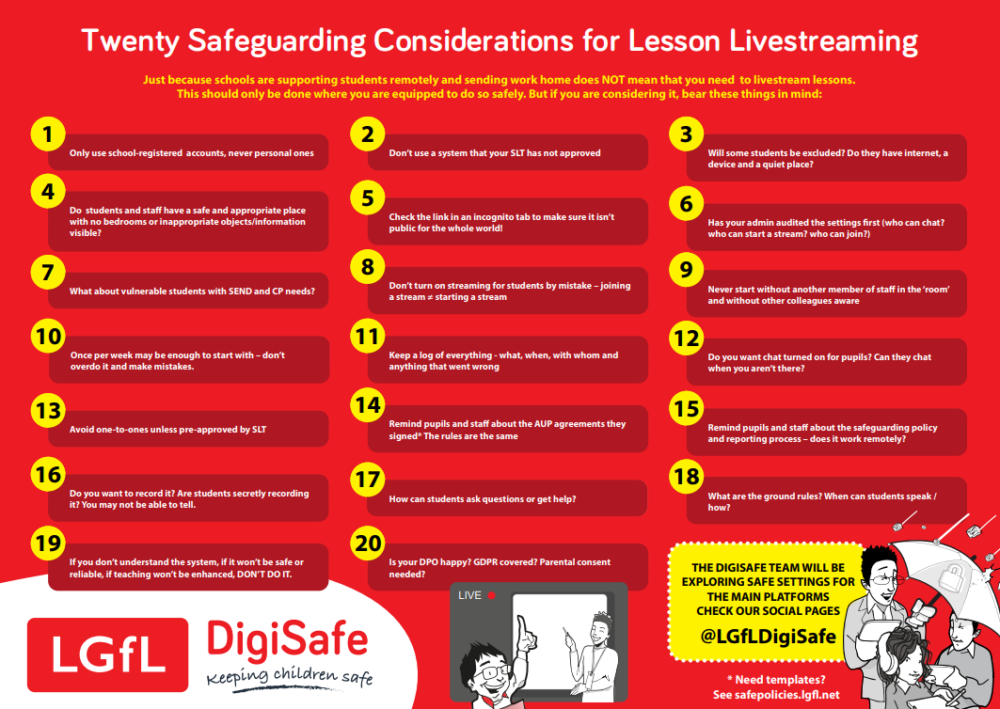 Twenty Safeguarding Considerations for Lesson Livestreaming
Just because schools are supporting students remotely and sending work home does NOT mean that you need to livestream lessons.
This should only be done where you are equipped to do so safely. But if you are considering it, bear these things in mind:
1
Only use school-registered accounts, never personal ones
2
Don't use a system that your SLT has not approved
3
Will some students be excluded? Do they have internet, a
device and a quiet place?
4
Do students and staff have a safe and appropriate place
with no bedrooms or inappropriate objects/information
visible?
5
Check the link in an incognito tab to make sure it isn't
public for the whole world!
6
Has your admin audited the settings first (who can chat?
who can start a stream? who can join?)
7
What about vulnerable students with SEND and CP needs?
8
Don't turn on streaming for students by mistake – joining
a stream ≠ starting a stream
9
Never start without another member of staff in the 'room'
and without other colleagues aware
10
Once per week may be enough to start with – don't
overdo it and make mistakes.
11
Keep a log of everything - what, when, with whom and
anything that went wrong
12
Do you want chat turned on for pupils? Can they chat
when you aren't there?
13
Avoid one-to-ones unless pre-approved by SLT
14
Remind pupils and staff about the AUP agreements they
signed* The rules are the same
15
Remind pupils and staff about the safeguarding policy
and reporting process – does it work remotely?
16
Do you want to record it? Are students secretly recording
it? You may not be able to tell.
17
How can students ask questions or get help?
18
What are the ground rules? When can students speak /
how?
19
If you don't understand the system, if it won't be safe or
reliable, if teaching won't be enhanced, DON'T DO IT.
20
Is your DPO happy? GDPR covered? Parental consent
needed?
LGfL
DigiSafe
Keeping children safe
LIVE
THE DIGISAFE TEAM WILL BE
EXPLORING SAFE SETTINGS FOR
THE MAIN PLATFORMS
CHECK OUR SOCIAL PAGES
@LGfLDigiSafe
* Need templates?
See safepolicies.lgfl.net